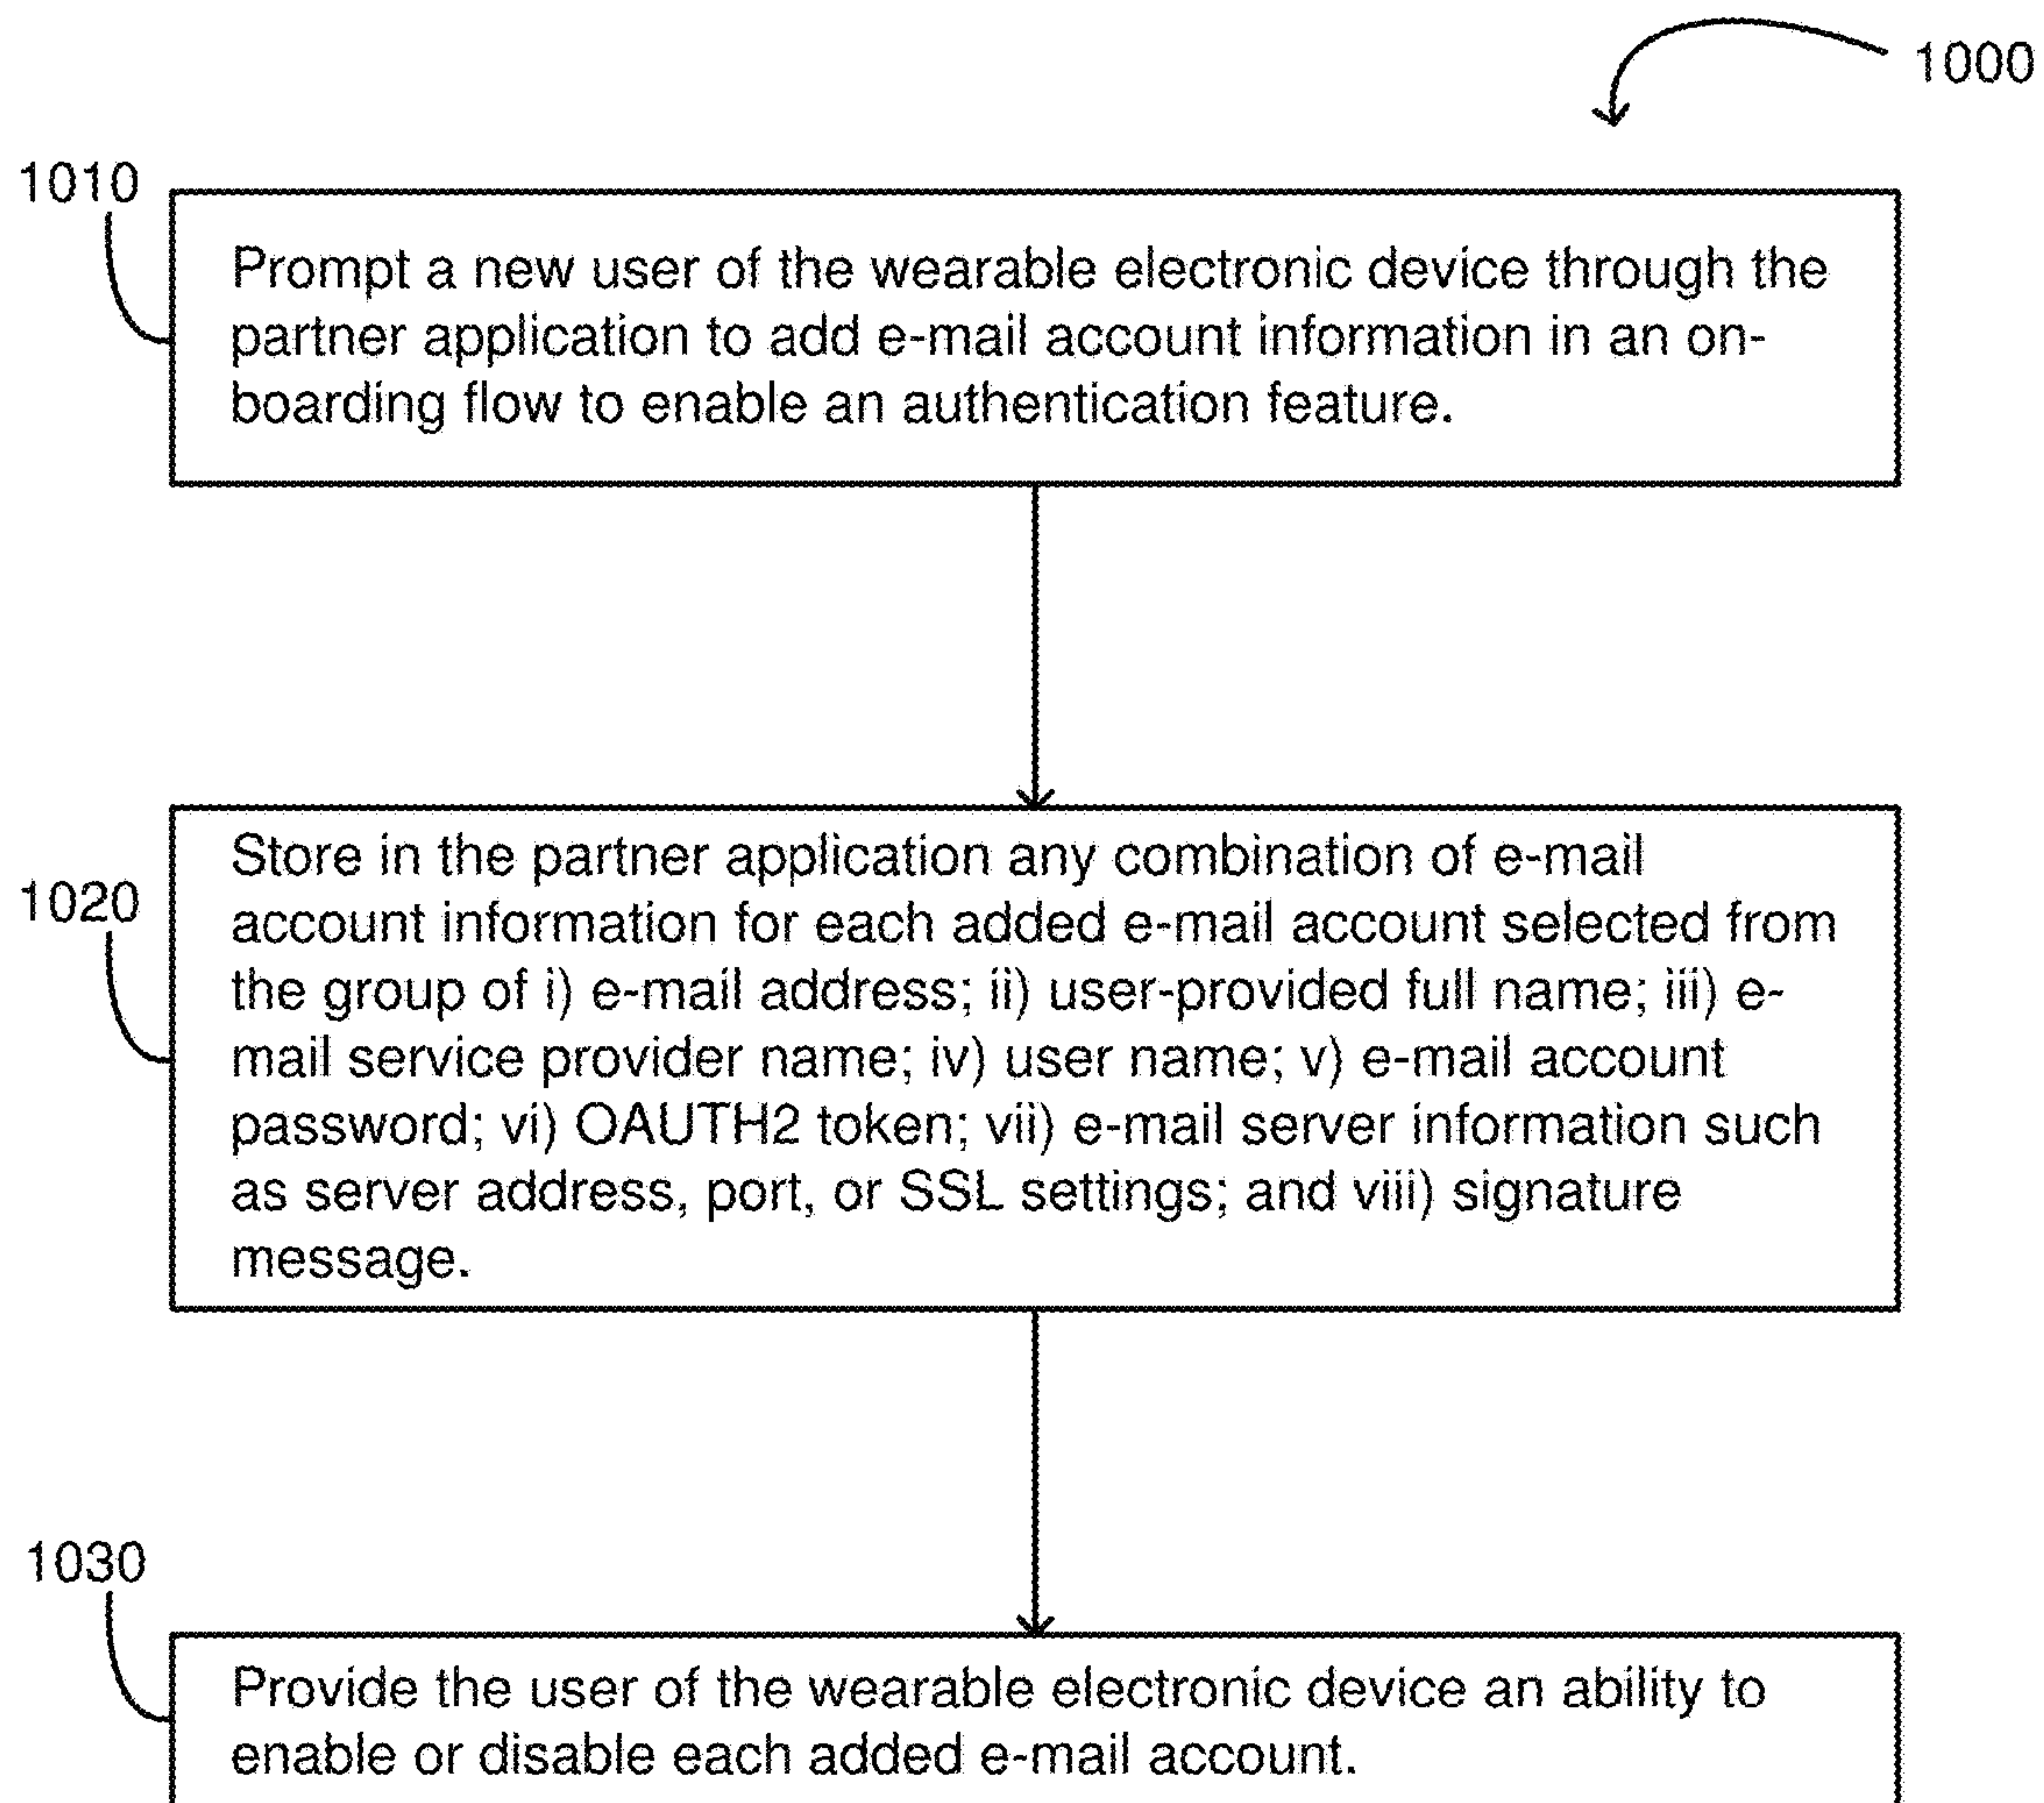 1000
1010
Prompt a new user of the wearable electronic device through the
partner application to add e-mail account information in an on-
boarding flow to enable an authentication feature.
1020
Store in the partner application any combination of e-mail
account information for each added e-mail account selected from
the group of i) e-mail address; ii) user-provided full name; iii) e-
mail service provider name; iv) user name; v) e-mail account
password; vi) OAUTH2 token; vii) e-mail server information such
as server address, port, or SSL settings; and viii) signature
message.
1030
Provide the user of the wearable electronic device an ability to
enable or disable each added e-mail account.